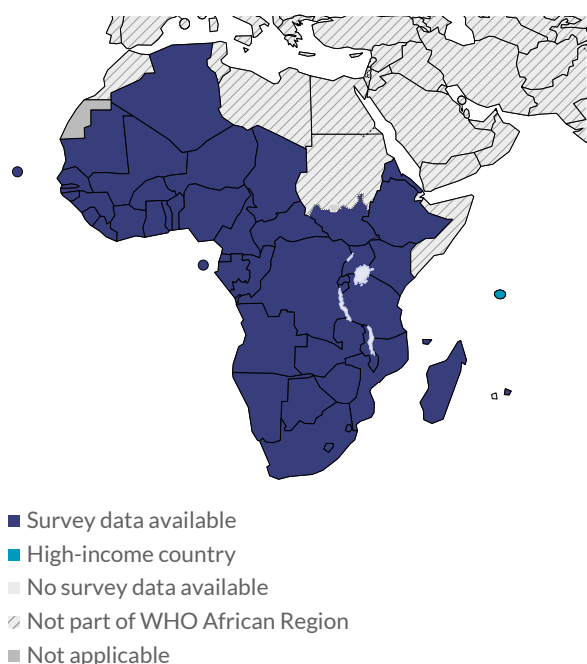 Survey data available
High-income country
No survey data available
Not part of WHO African Region
Not applicable